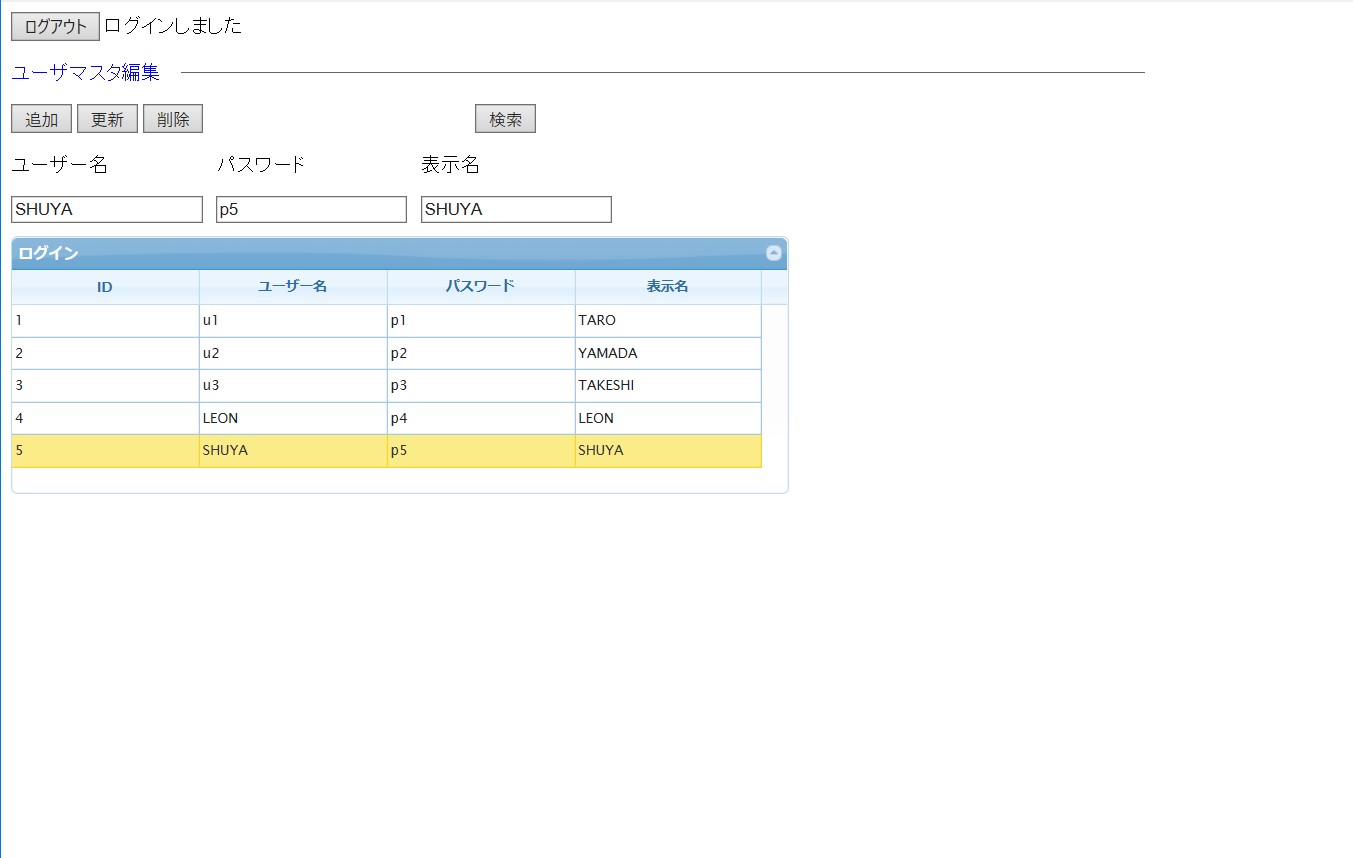 ログアウト ログインしました
ユーザマスタ編集
追加 更新 削除 検索
ユーザー名 パスワード 表示名
SHUYA p5 SHUYA
ログイン
ID ユーザー名 パスワード 表示名
1 u1 p1 TARO
2 u2 p2 YAMADA
3 u3 p3 TAKESHI
4 LEON p4 LEON
5 SHUYA p5 SHUYA